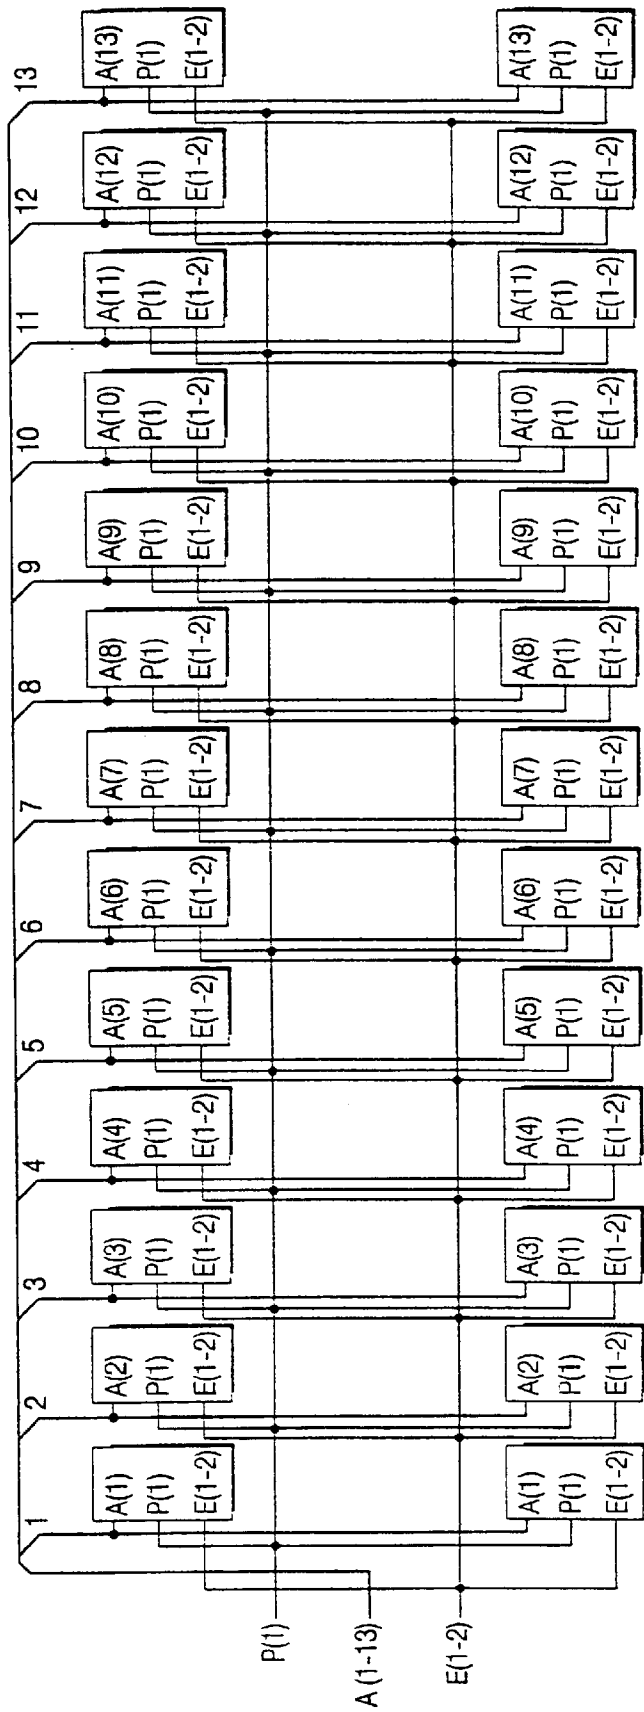 1 2 3 4 5 6 7 8 9 10 11 12 13
A(1) A(2) A(3) A(4) A(5) A(6) A(7) A(8) A(9) A(10) A(11) A(12) A(13)
P(1) P(1) P(1) P(1) P(1) P(1) P(1) P(1) P(1) P(1) P(1) P(1) P(1)
E(1-2) E(1-2) E(1-2) E(1-2) E(1-2) E(1-2) E(1-2) E(1-2) E(1-2) E(1-2) E(1-2) E(1-2) E(1-2)
P(1)
A (1-13)
E(1-2)
A(1) A(2) A(3) A(4) A(5) A(6) A(7) A(8) A(9) A(10) A(11) A(12) A(13)
P(1) P(1) P(1) P(1) P(1) P(1) P(1) P(1) P(1) P(1) P(1) P(1) P(1)
E(1-2) E(1-2) E(1-2) E(1-2) E(1-2) E(1-2) E(1-2) E(1-2) E(1-2) E(1-2) E(1-2) E(1-2) E(1-2)